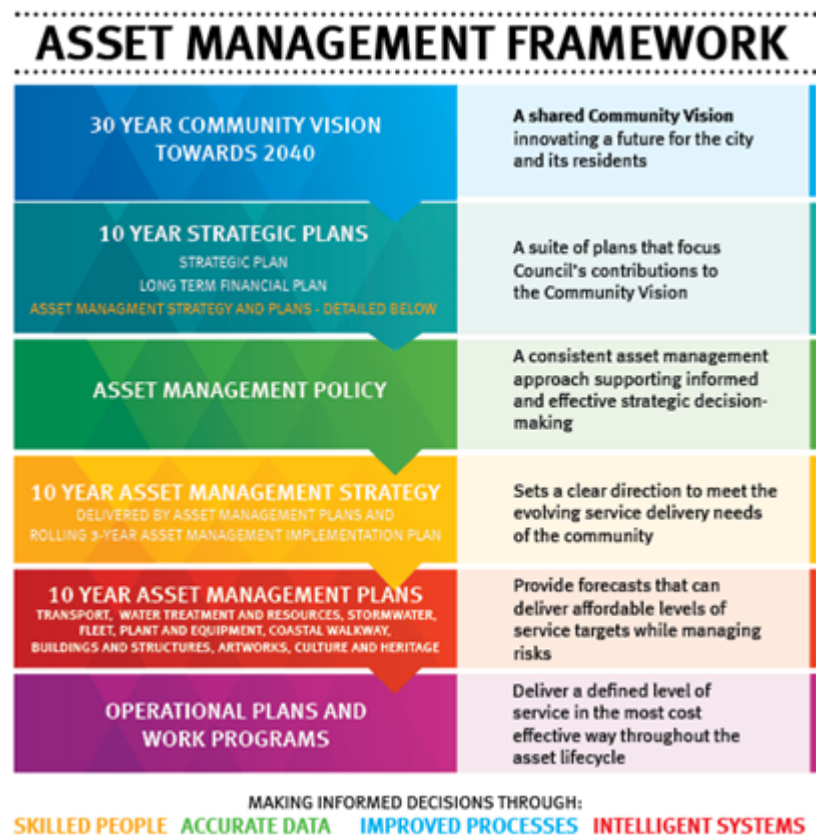 ASSET MANAGEMENT FRAMEWORK
30 YEAR COMMUNITY VISION
TOWARDS 2040
A shared Community Vision
innovating a future for the city
and its residents
10 YEAR STRATEGIC PLANS
STRATEGIC PLAN
LONG TERM FINANCIAL PLAN
ASSET MANAGMENT STRATEGY AND PLANS - DETAILED BELOW
A suite of plans that focus
Council's contributions to
the Community Vision
ASSET MANAGEMENT POLICY
A consistent asset management
approach supporting informed
and effective strategic decision-
making
10 YEAR ASSET MANAGEMENT STRATEGY
DELIVERED BY ASSET MANAGEMENT PLANS AND
ROLLING 3-YEAR ASSET MANAGEMENT IMPLEMENTATION PLAN
Sets a clear direction to meet the
evolving service delivery needs
of the community
10 YEAR ASSET MANAGEMENT PLANS
TRANSPORT, WATER TREATMENT AND RESOURCES, STORMWATER,
FLEET, PLANT AND EQUIPMENT, COASTAL WALKWAY,
BUILDINGS AND STRUCTURES, ARTWORKS, CULTURE AND HERITAGE
Provide forecasts that can
deliver affordable levels of
service targets while managing
risks
OPERATIONAL PLANS AND
WORK PROGRAMS
Deliver a defined level of
service in the most cost
effective way throughout the
asset lifecycle
MAKING INFORMED DECISIONS THROUGH:
SKILLED PEOPLE ACCURATE DATA IMPROVED PROCESSES INTELLIGENT SYSTEMS